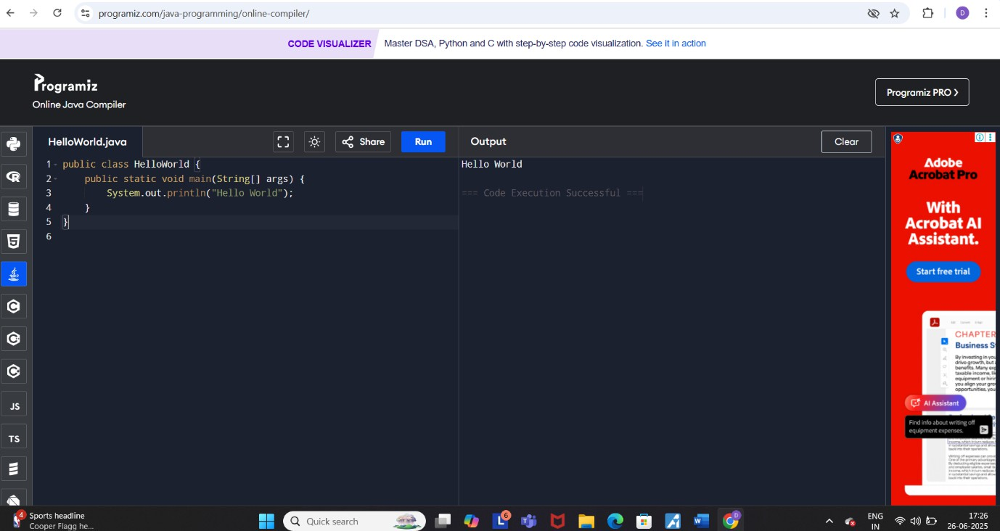 programiz.com/java-programming/online-compiler/
D
CODE VISUALIZER Master DSA, Python and C with step-by-step code visualization. See it in action
Programiz
Online Java Compiler
Programiz PRO >
HelloWorld.java
Share
Run
Output
Clear
1 public class HelloWorld {
2 public static void main(String[] args) {
3 System.out.println("Hello World");
4 }
5 }
6
Hello World
=== Code Execution Successful ===
JS
TS
Adobe
Acrobat Pro
With
Acrobat AI
Assistant.
Start free trial
CHAPTER
Business S
By investing in you
drive growth, but
benefits. Many exp
taxable income, li
equipment or hirin
you align your gro
opportunities, you
AI Assistant
Find info about writing off
equipment expenses.
4
Sports headline
Cooper Flagg he...
Quick search
6
ENG
IN
17:26
26-06-2025